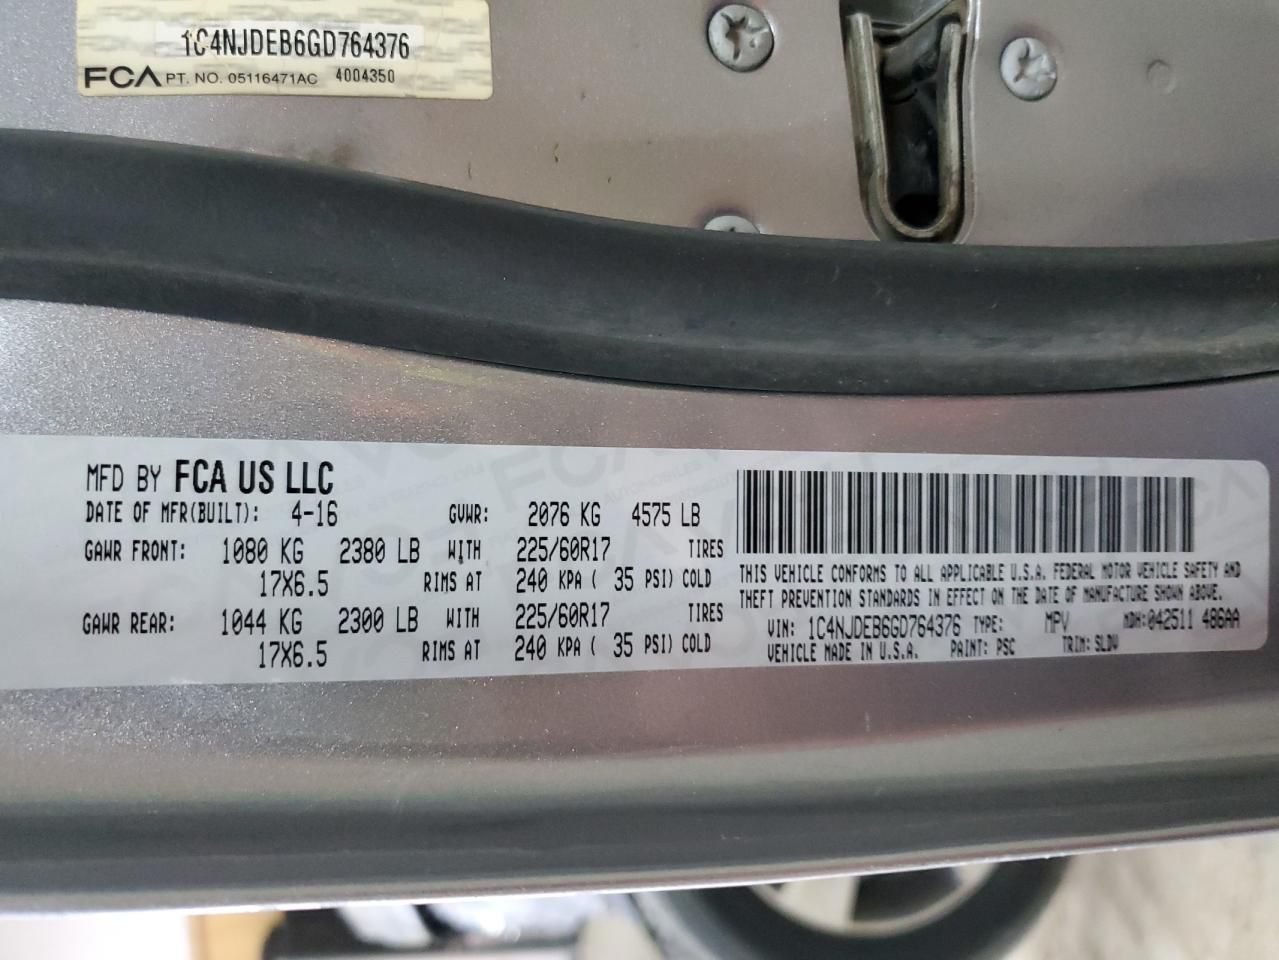 1C4NJDEB6GD764376
FCA PT. NO. 05116471AC 4004350
MFD BY FCA US LLC
DATE OF MFR(BUILT): 4-16 GVWR: 2076 KG 4575 LB
GAWR FRONT: 1080 KG 2380 LB WITH 225/60R17 TIRES
17X6.5 RIMS AT 240 KPA ( 35 PSI) COLD
GAWR REAR: 1044 KG 2300 LB WITH 225/60R17 TIRES
17X6.5 RIMS AT 240 KPA ( 35 PSI) COLD
THIS VEHICLE CONFORMS TO ALL APPLICABLE U.S.A. FEDERAL MOTOR VEHICLE SAFETY AND
THEFT PREVENTION STANDARDS IN EFFECT ON THE DATE OF MANUFACTURE SHOWN ABOVE.
VIN: 1C4NJDEB6GD764376 TYPE: MPV MDH:042511 486AA
VEHICLE MADE IN U.S.A. PAINT: PSC TRIM: SLDV